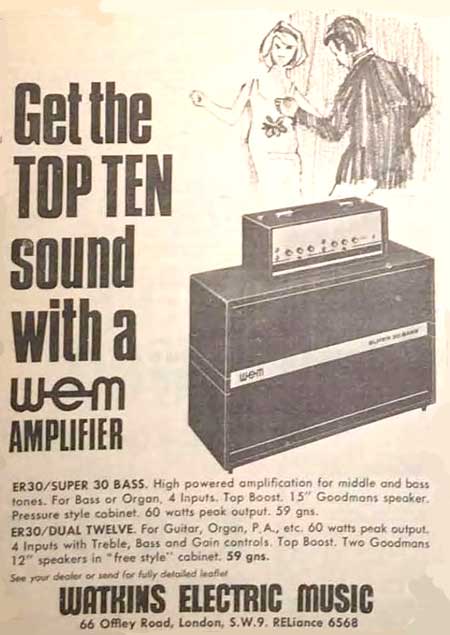 Get the
TOP TEN
sound
with a
wem
AMPLIFIER
wem SUPER 30 BASS
ER30/SUPER 30 BASS. High powered amplification for middle and bass
tones. For Bass or Organ, 4 Inputs. Top Boost. 15" Goodmans speaker.
Pressure style cabinet. 60 watts peak output. 59 gns.
ER30/DUAL TWELVE. For Guitar, Organ, P.A., etc. 60 watts peak output.
4 Inputs with Treble, Bass and Gain controls. Top Boost. Two Goodmans
12" speakers in "free style" cabinet. 59 gns.
See your dealer or send for fully detailed leaflet
WATKINS ELECTRIC MUSIC
66 Offley Road, London, S.W.9. RELiance 6568